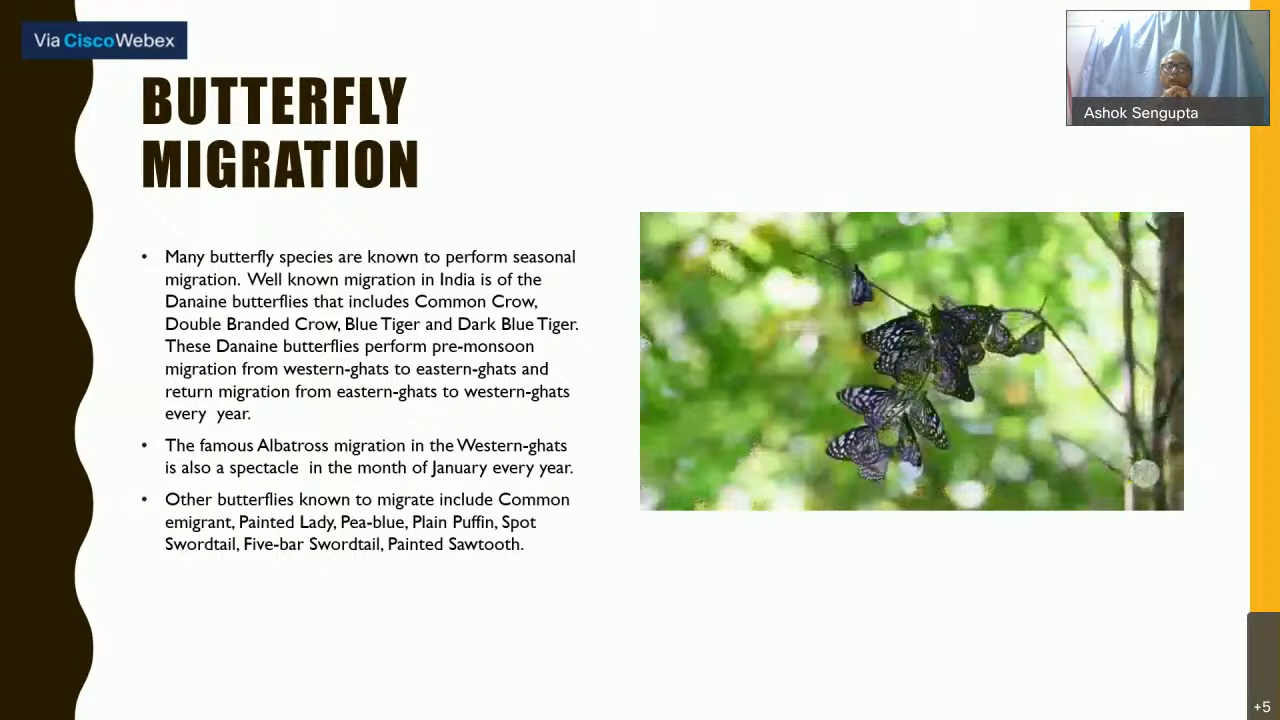 Via Cisco Webex
BUTTERFLY
MIGRATION
Ashok Sengupta
• Many butterfly species are known to perform seasonal
migration. Well known migration in India is of the
Danaine butterflies that includes Common Crow,
Double Branded Crow, Blue Tiger and Dark Blue Tiger.
These Danaine butterflies perform pre-monsoon
migration from western-ghats to eastern-ghats and
return migration from eastern-ghats to western-ghats
every year.
• The famous Albatross migration in the Western-ghats
is also a spectacle in the month of January every year.
• Other butterflies known to migrate include Common
emigrant, Painted Lady, Pea-blue, Plain Puffin, Spot
Swordtail, Five-bar Swordtail, Painted Sawtooth.
+5